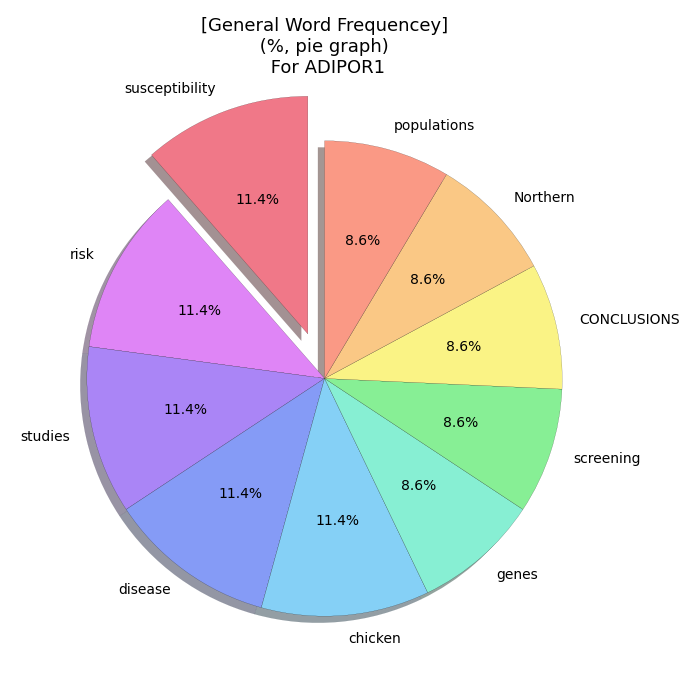 [General Word Frequencey]
(%, pie graph)
For ADIPOR1
susceptibility
11.4%
populations
8.6%
Northern
8.6%
CONCLUSIONS
8.6%
screening
8.6%
genes
8.6%
chicken
11.4%
disease
11.4%
studies
11.4%
risk
11.4%